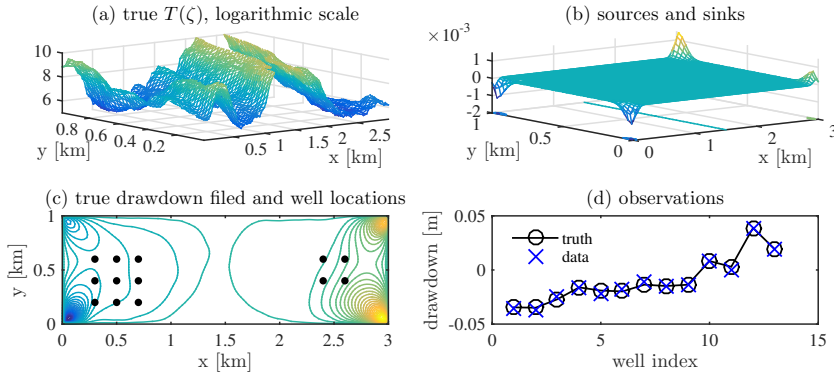 (a) true T(ζ), logarithmic scale
10
8
6
0.8
0.6
0.4
0.2
y [km]
0.5
1
1.5
2
2.5
x [km]
(b) sources and sinks
×10⁻³
1
0
-1
-2
1
0.5
0
y [km]
0
1
2
3
x [km]
(c) true drawdown filed and well locations
1
0.5
0
y [km]
0
0.5
1.0
1.5
2.0
2.5
3.0
x [km]
(d) observations
0.05
0
-0.05
drawdown [m]
truth
data
0
5
10
15
well index